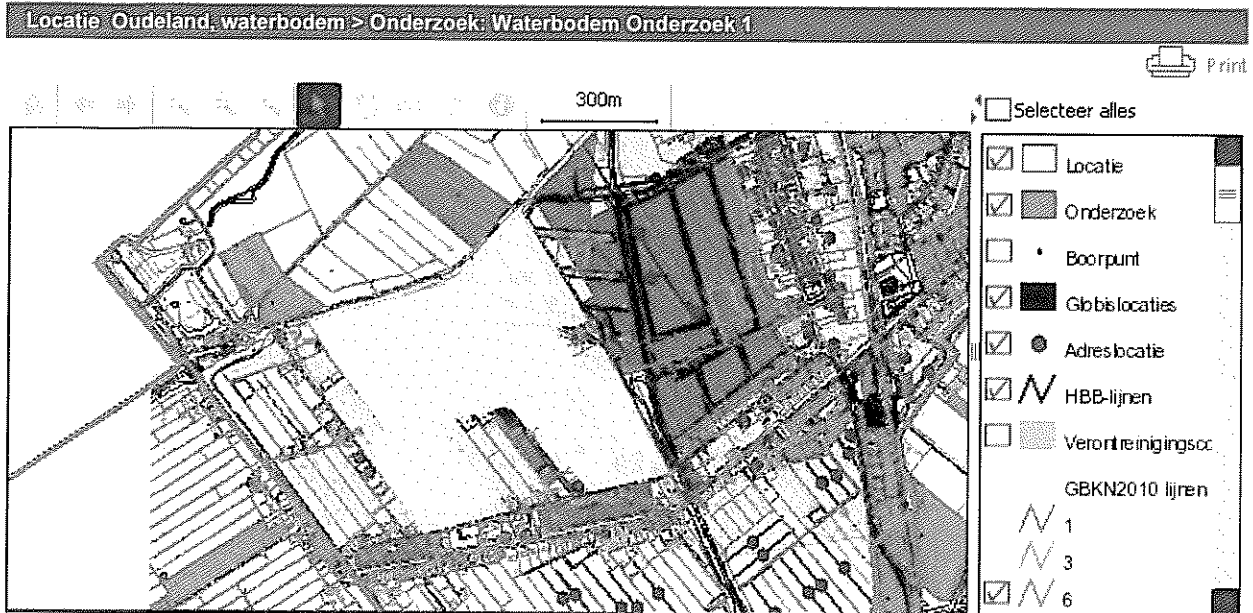 Locatie Oudeland, waterbodem > Onderzoek: Waterbodem Onderzoek 1
Print
300m
Selecteer alles
Locatie
Onderzoek
Boorpunt
Globislocaties
Adreslocatie
HBB-lijnen
Verontreinigingscc
GBKN2010 lijnen
1
3
6